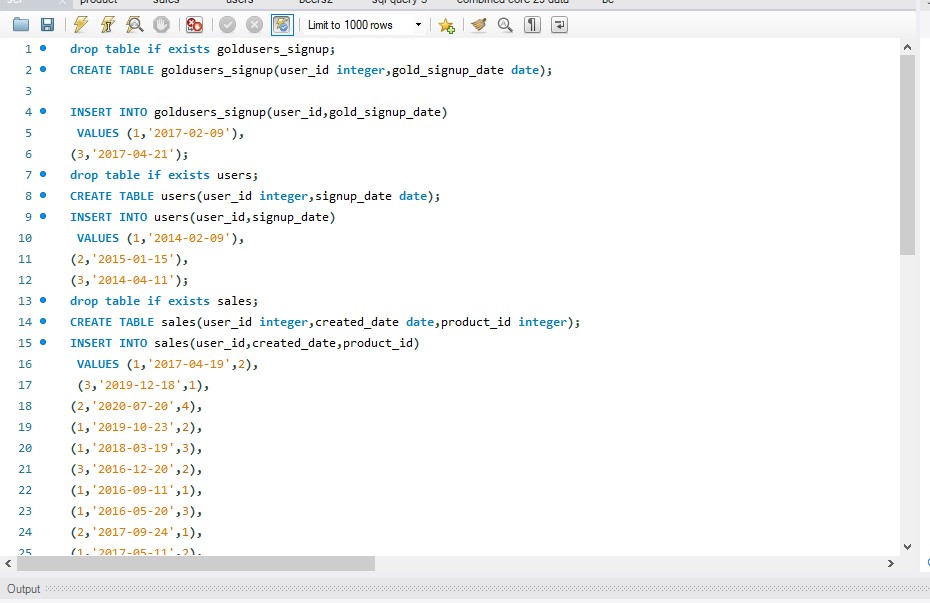 product sales users beers2 sql query 3 combined core 25 data
Limit to 1000 rows
1 drop table if exists goldusers_signup;
2 CREATE TABLE goldusers_signup(user_id integer,gold_signup_date date);
3
4 INSERT INTO goldusers_signup(user_id,gold_signup_date)
5 VALUES (1,'2017-02-09'),
6 (3,'2017-04-21');
7 drop table if exists users;
8 CREATE TABLE users(user_id integer,signup_date date);
9 INSERT INTO users(user_id,signup_date)
10 VALUES (1,'2014-02-09'),
11 (2,'2015-01-15'),
12 (3,'2014-04-11');
13 drop table if exists sales;
14 CREATE TABLE sales(user_id integer,created_date date,product_id integer);
15 INSERT INTO sales(user_id,created_date,product_id)
16 VALUES (1,'2017-04-19',2),
17 (3,'2019-12-18',1),
18 (2,'2020-07-20',4),
19 (1,'2019-10-23',2),
20 (1,'2018-03-19',3),
21 (3,'2016-12-20',2),
22 (1,'2016-09-11',1),
23 (1,'2016-05-20',3),
24 (2,'2017-09-24',1),
25 (1,'2017-05-11',2),
Output